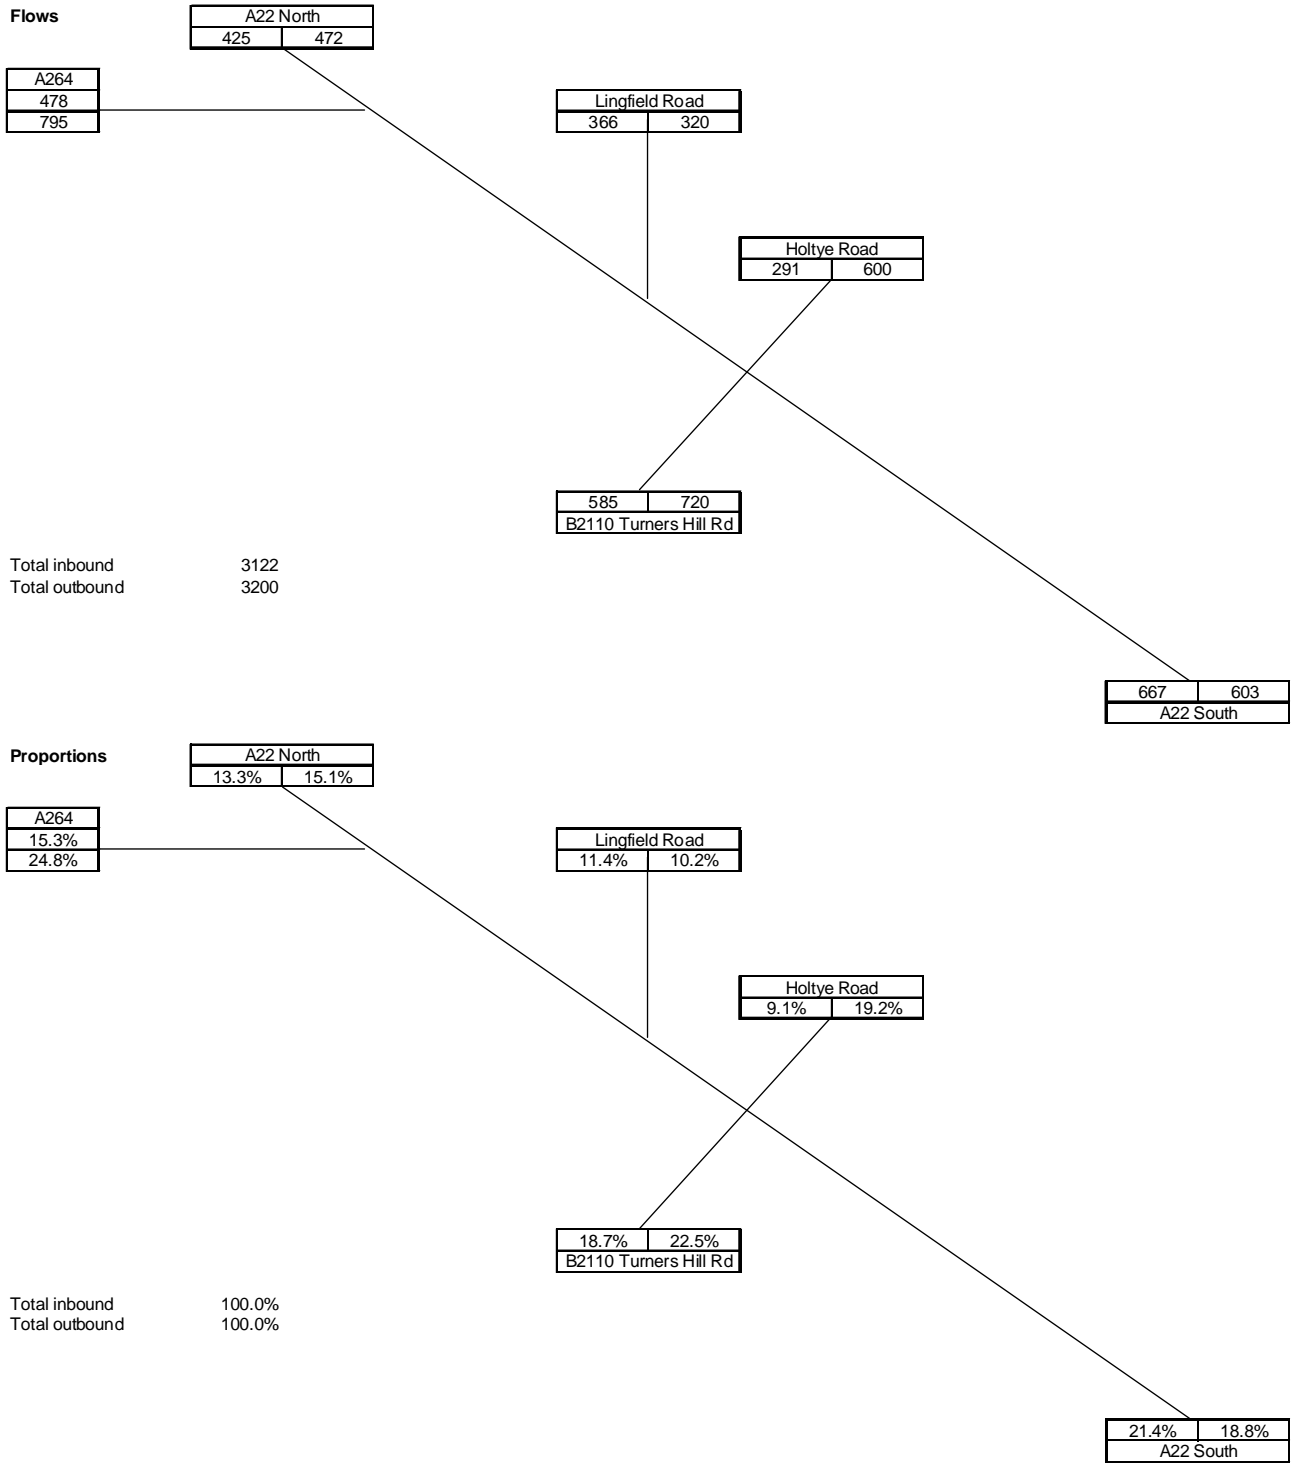 Flows
A22 North
425 472
A264
478
795
Lingfield Road
366 320
Holtye Road
291 600
585 720
B2110 Turners Hill Rd
Total inbound 3122
Total outbound 3200
667 603
A22 South
Proportions
A22 North
13.3% 15.1%
A264
15.3%
24.8%
Lingfield Road
11.4% 10.2%
Holtye Road
9.1% 19.2%
18.7% 22.5%
B2110 Turners Hill Rd
Total inbound 100.0%
Total outbound 100.0%
21.4% 18.8%
A22 South